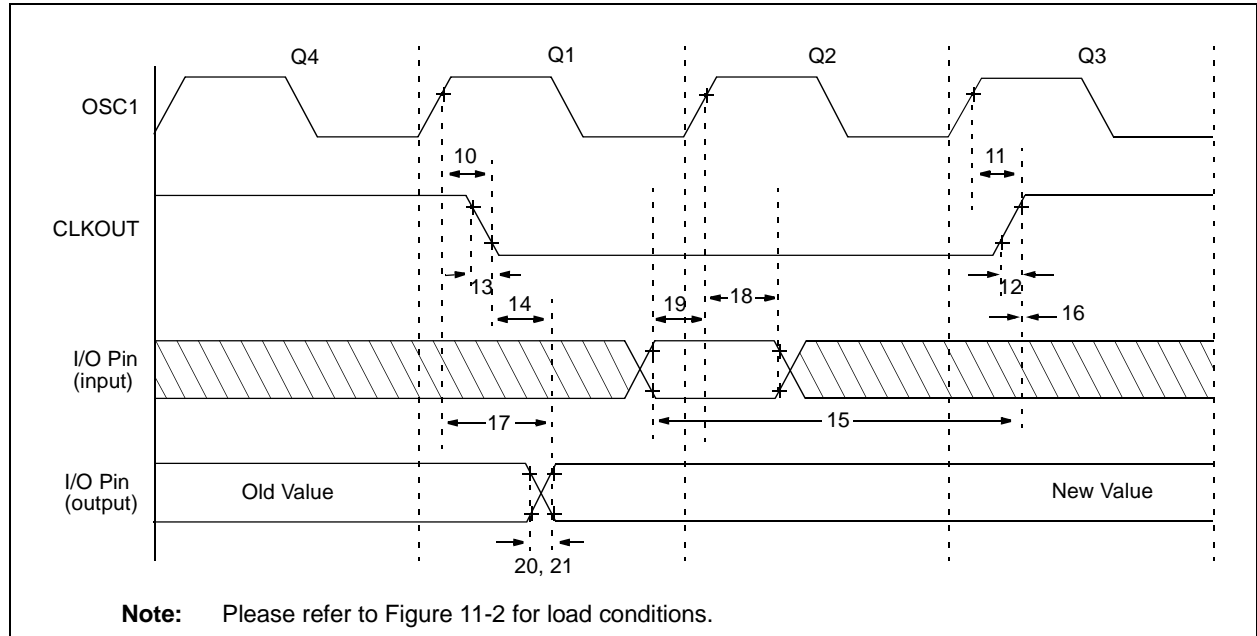 Q4 Q1 Q2 Q3
OSC1
10 11
CLKOUT
13 12
14 19 18 16
I/O Pin
(input)
17 15
I/O Pin
(output)
Old Value New Value
20, 21
Note: Please refer to Figure 11-2 for load conditions.